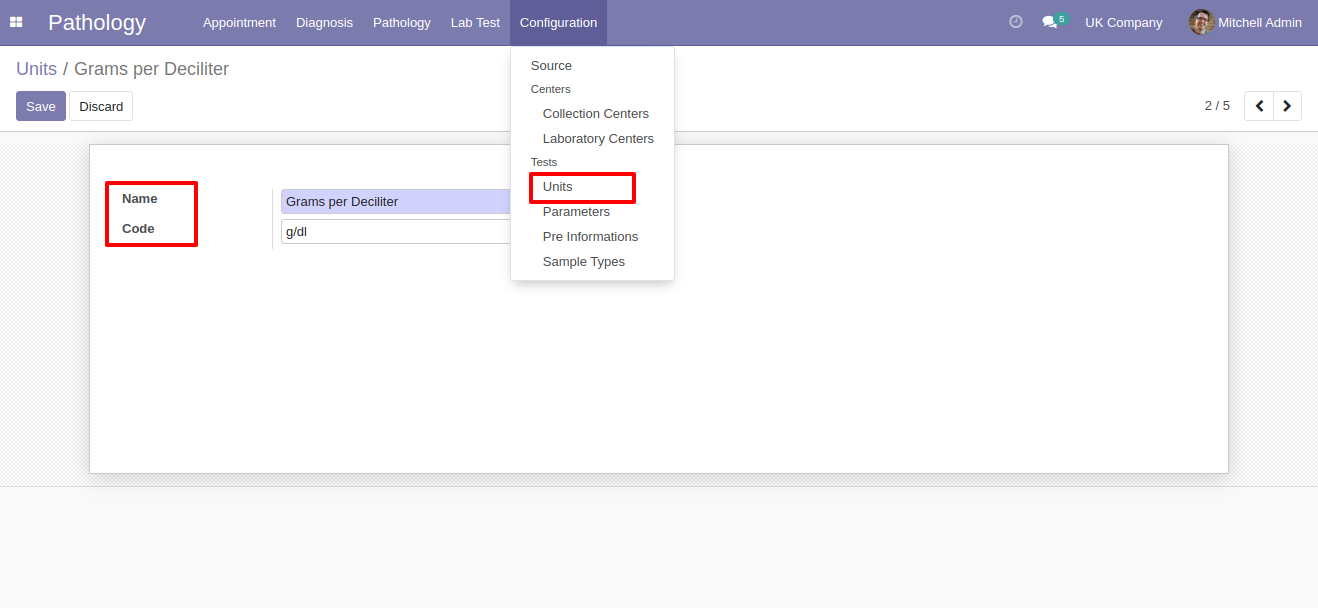 Pathology Appointment Diagnosis Pathology Lab Test Configuration 5 UK Company Mitchell Admin
Units / Grams per Deciliter
Save Discard 2 / 5
Source
Centers
Collection Centers
Laboratory Centers
Tests
Units
Parameters
Pre Informations
Sample Types
Name Grams per Deciliter
Code g/dl